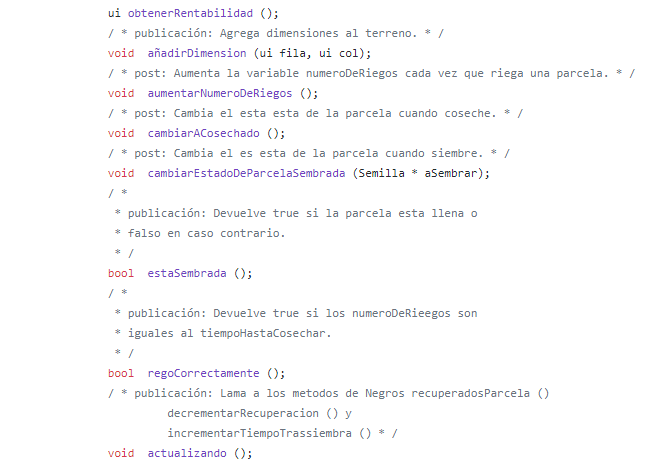 ui obtenerRentabilidad ();
/ * publicación: Agrega dimensiones al terreno. * /
void añadirDimension (ui fila, ui col);
/ * post: Aumenta la variable numeroDeRiegos cada vez que riega una parcela. * /
void aumentarNumeroDeRiegos ();
/ * post: Cambia el esta esta de la parcela cuando coseche. * /
void cambiarACosechado ();
/ * post: Cambia el es esta de la parcela cuando siembre. * /
void cambiarEstadoDeParcelaSembrada (Semilla * aSembrar);
/ *
* publicación: Devuelve true si la parcela esta llena o
* falso en caso contrario.
* /
bool estaSembrada ();
/ *
* publicación: Devuelve true si los numeroDeRieegos son
* iguales al tiempoHastaCosechar.
* /
bool regoCorrectamente ();
/ * publicación: Lama a los metodos de Negros recuperadosParcela ()
decrementarRecuperacion () y
incrementarTiempoTrassiembra () * /
void actualizando ();